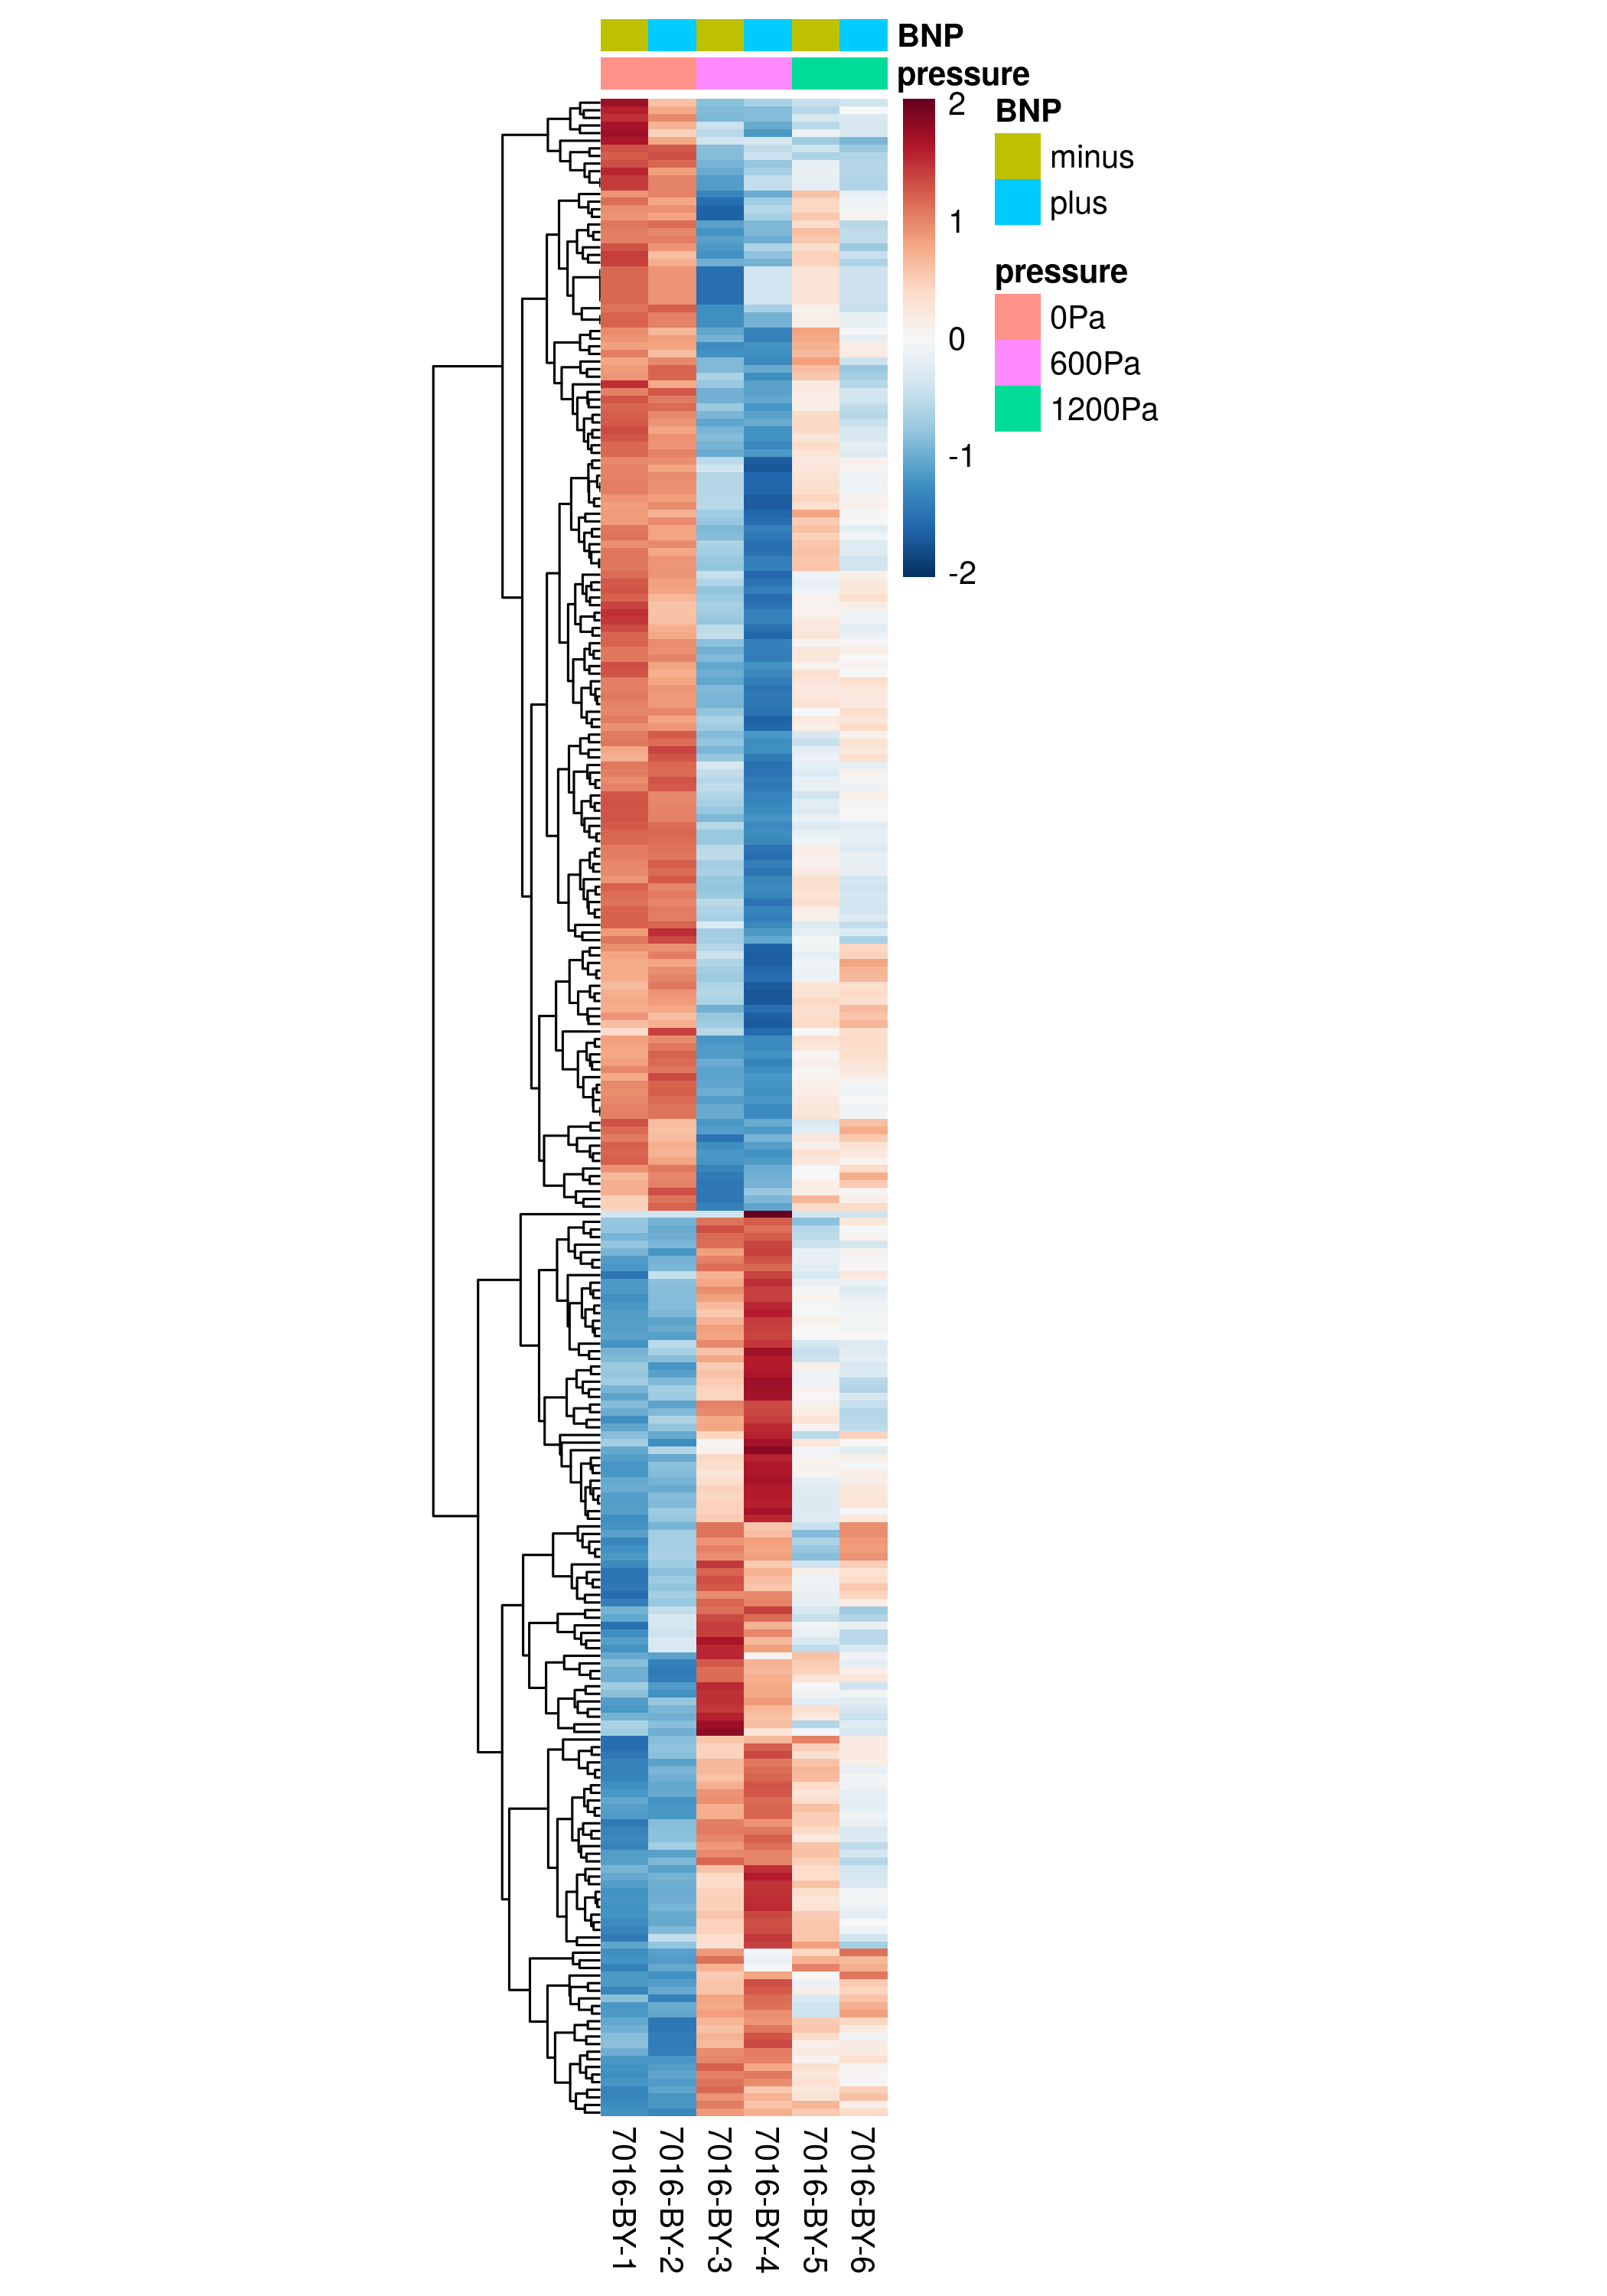 BNP
pressure
2
1
0
-1
-2
BNP
minus
plus
pressure
0Pa
600Pa
1200Pa
7016-BY-1
7016-BY-2
7016-BY-3
7016-BY-4
7016-BY-5
7016-BY-6